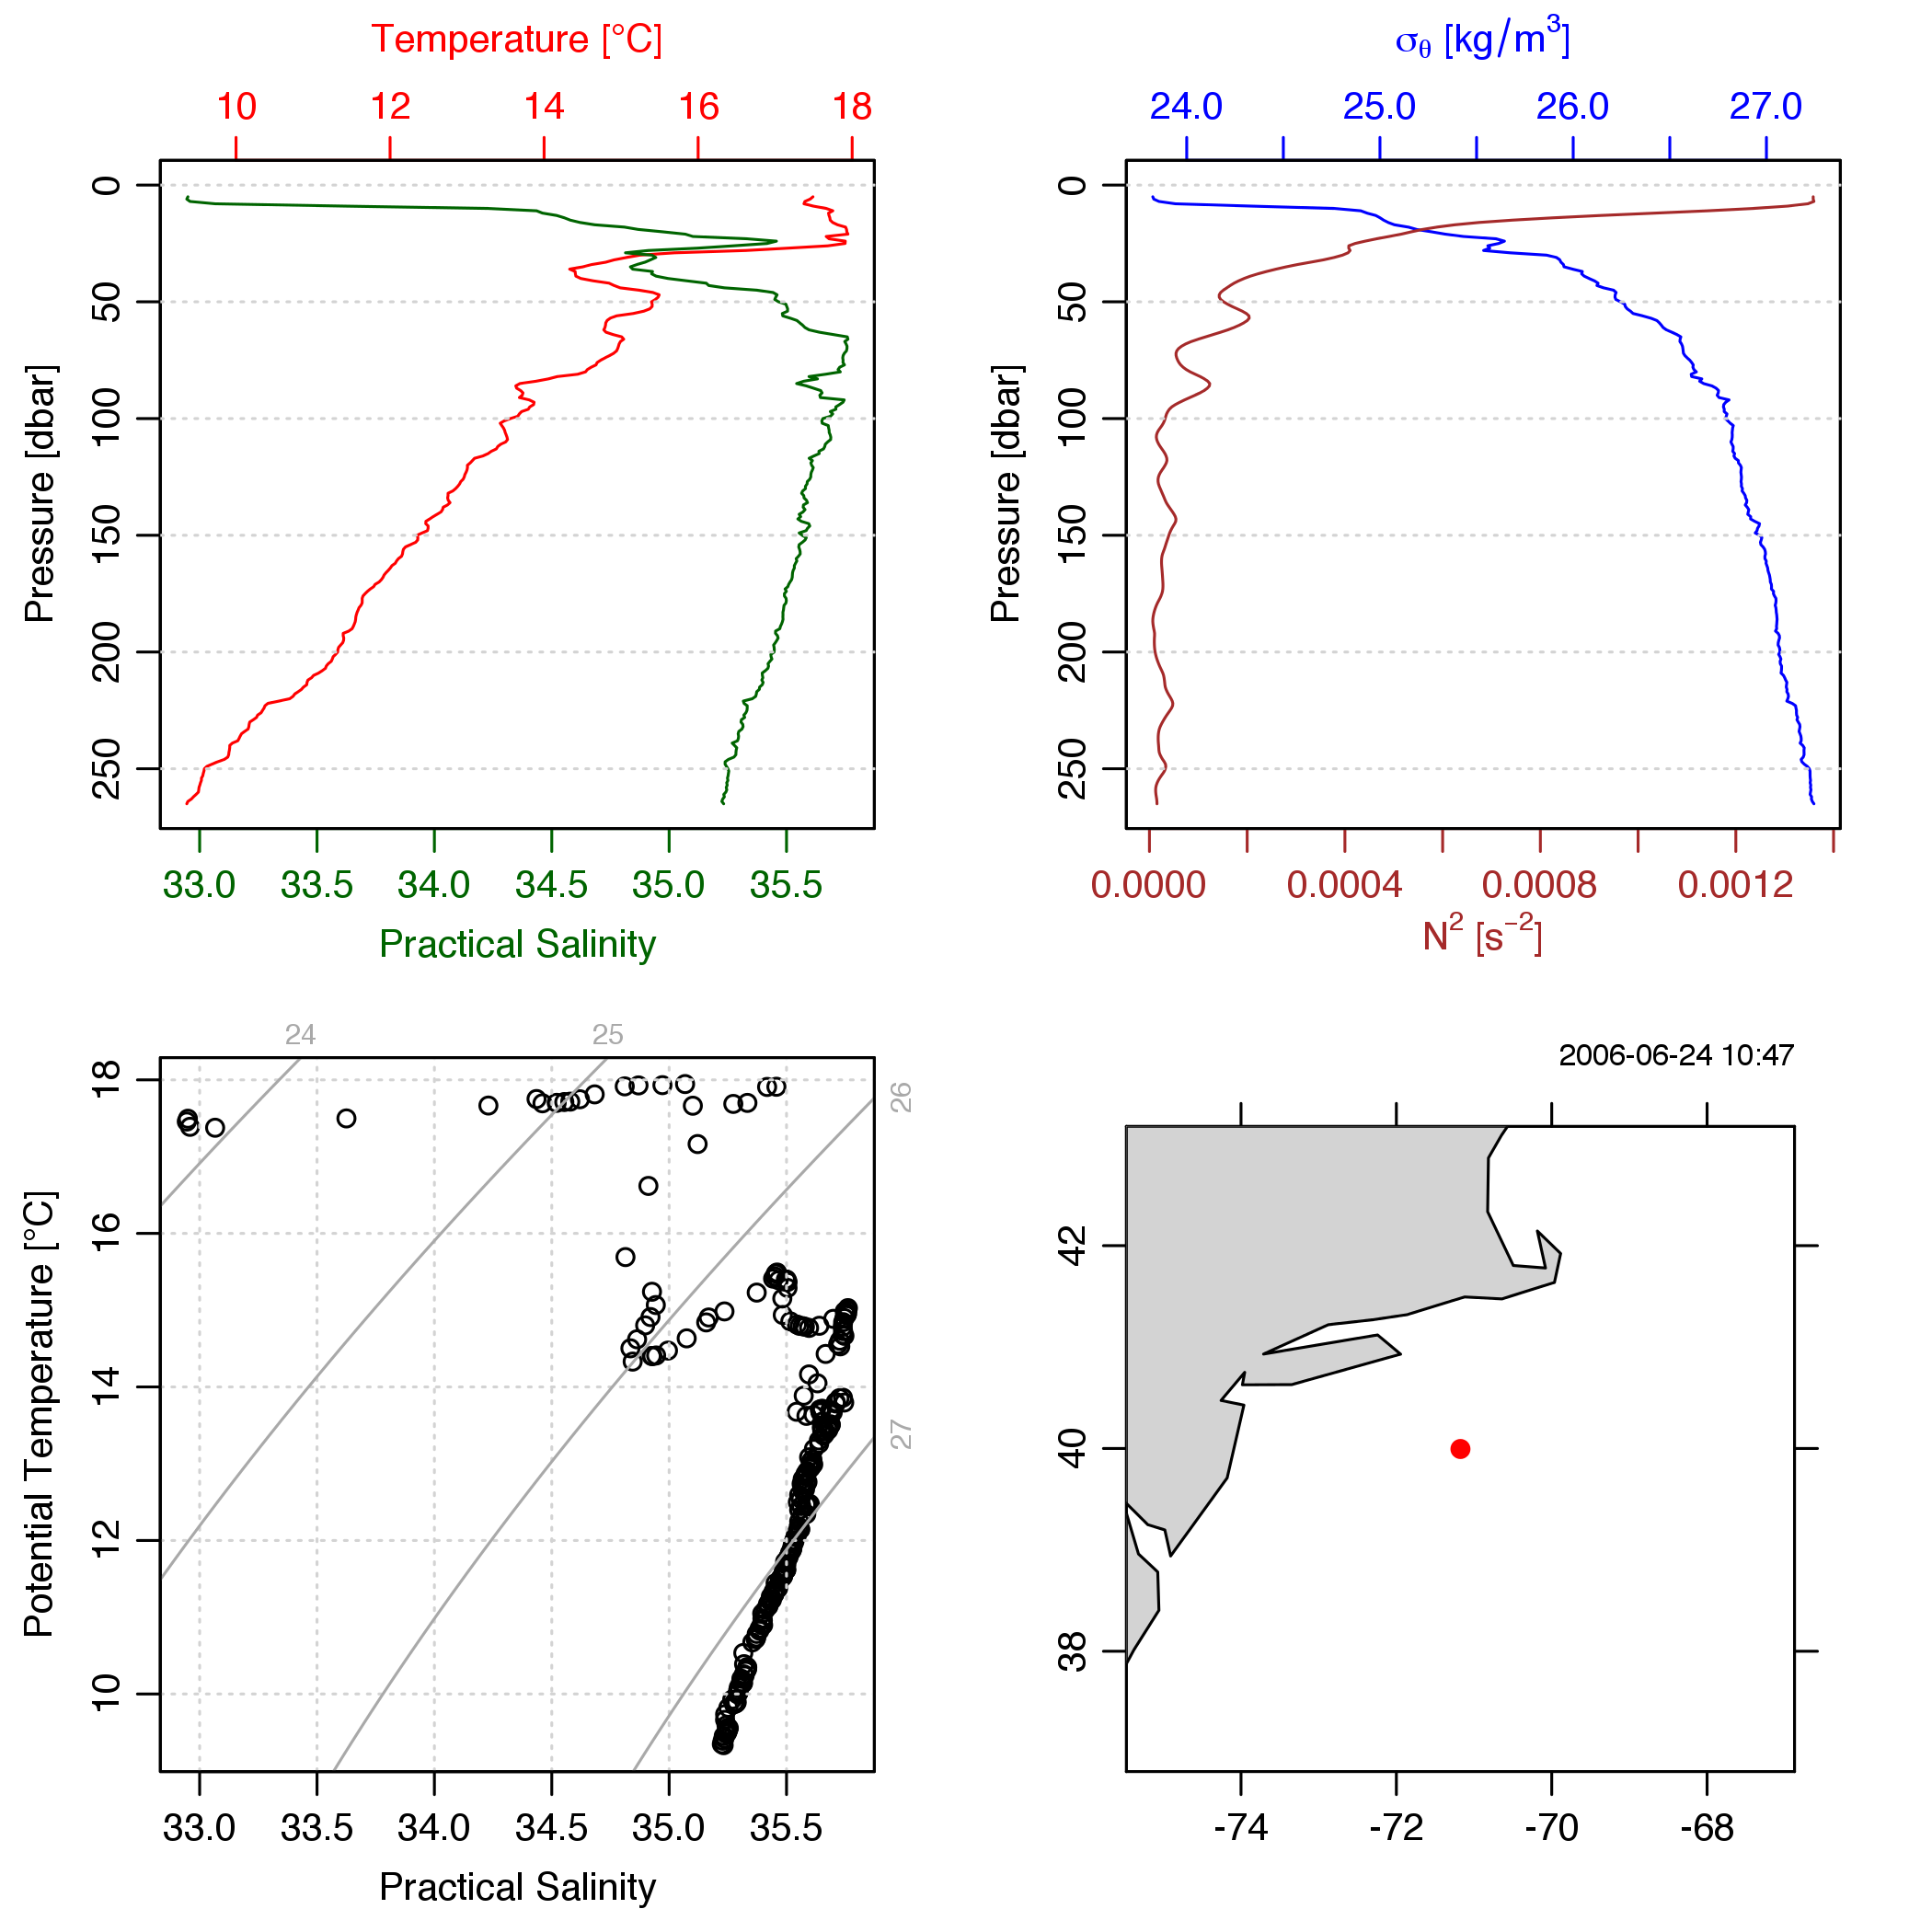 Temperature [°C]
10 12 14 16 18
0
50
100
150
200
250
Pressure [dbar]
33.0 33.5 34.0 34.5 35.0 35.5
Practical Salinity
σθ [kg/m3]
24.0 25.0 26.0 27.0
0
50
100
150
200
250
Pressure [dbar]
0.0000 0.0004 0.0008 0.0012
N2 [s−2]
24 25
26
27
18
16
14
12
10
Potential Temperature [°C]
33.0 33.5 34.0 34.5 35.0 35.5
Practical Salinity
2006-06-24 10:47
42
40
38
-74 -72 -70 -68